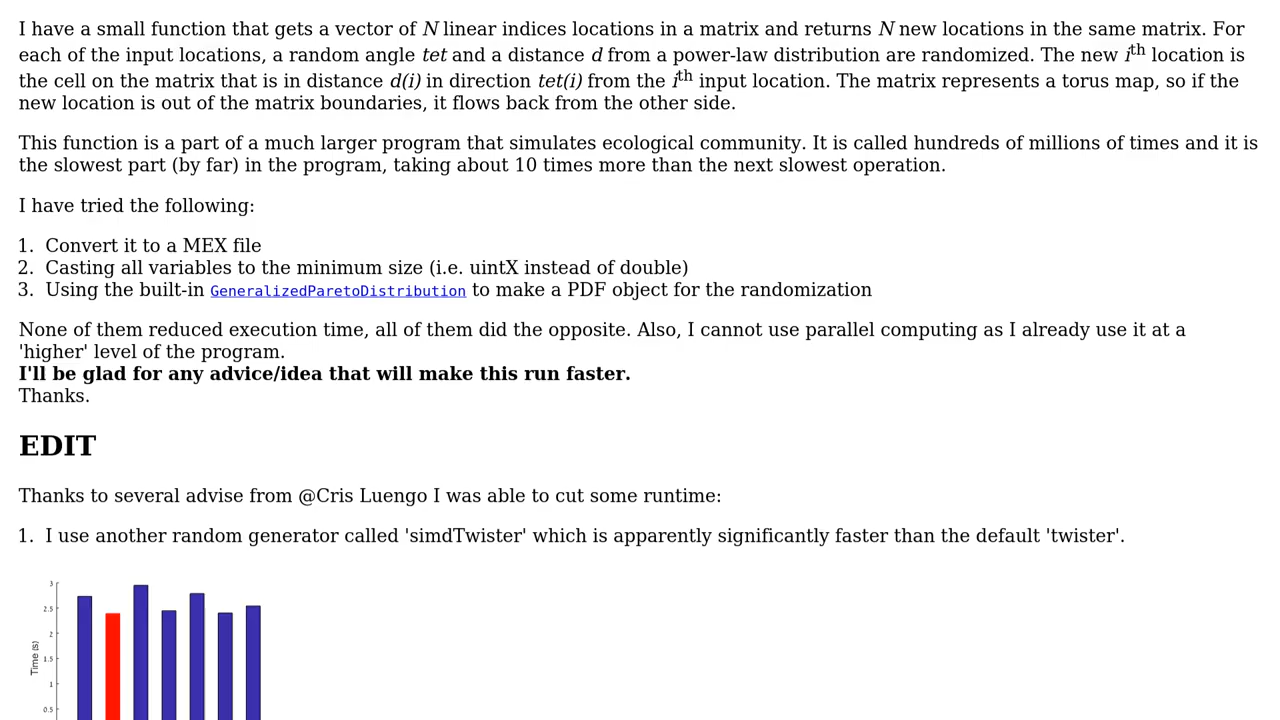 I have a small function that gets a vector of N linear indices locations in a matrix and returns N new locations in the same matrix. For
each of the input locations, a random angle tet and a distance d from a power-law distribution are randomized. The new ith location is
the cell on the matrix that is in distance d(i) in direction tet(i) from the ith input location. The matrix represents a torus map, so if the
new location is out of the matrix boundaries, it flows back from the other side.
This function is a part of a much larger program that simulates ecological community. It is called hundreds of millions of times and it is
the slowest part (by far) in the program, taking about 10 times more than the next slowest operation.
I have tried the following:
1. Convert it to a MEX file
2. Casting all variables to the minimum size (i.e. uintX instead of double)
3. Using the built-in GeneralizedParetoDistribution to make a PDF object for the randomization
None of them reduced execution time, all of them did the opposite. Also, I cannot use parallel computing as I already use it at a
'higher' level of the program.
I'll be glad for any advice/idea that will make this run faster.
Thanks.
EDIT
Thanks to several advise from @Cris Luengo I was able to cut some runtime:
1. I use another random generator called 'simdTwister' which is apparently significantly faster than the default 'twister'.
3
2.5
2
Time (s)
1.5
1
0.5